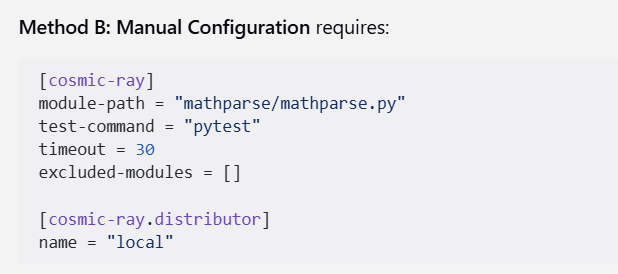 Method B: Manual Configuration requires:
[cosmic-ray]
module-path = "mathparse/mathparse.py"
test-command = "pytest"
timeout = 30
excluded-modules = []
[cosmic-ray.distributor]
name = "local"